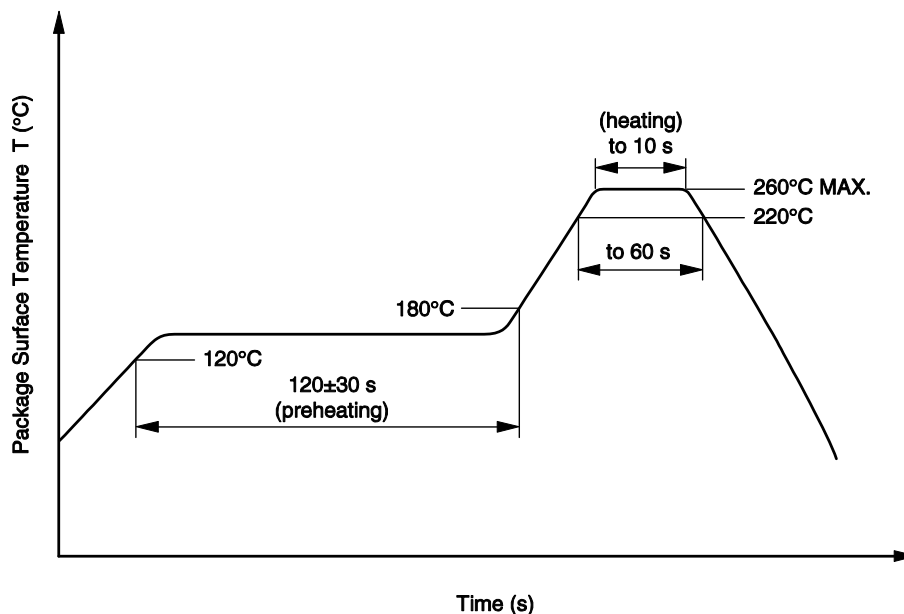 Package Surface Temperature T (°C)
(heating)
to 10 s
260°C MAX.
220°C
to 60 s
180°C
120°C
120±30 s
(preheating)
Time (s)